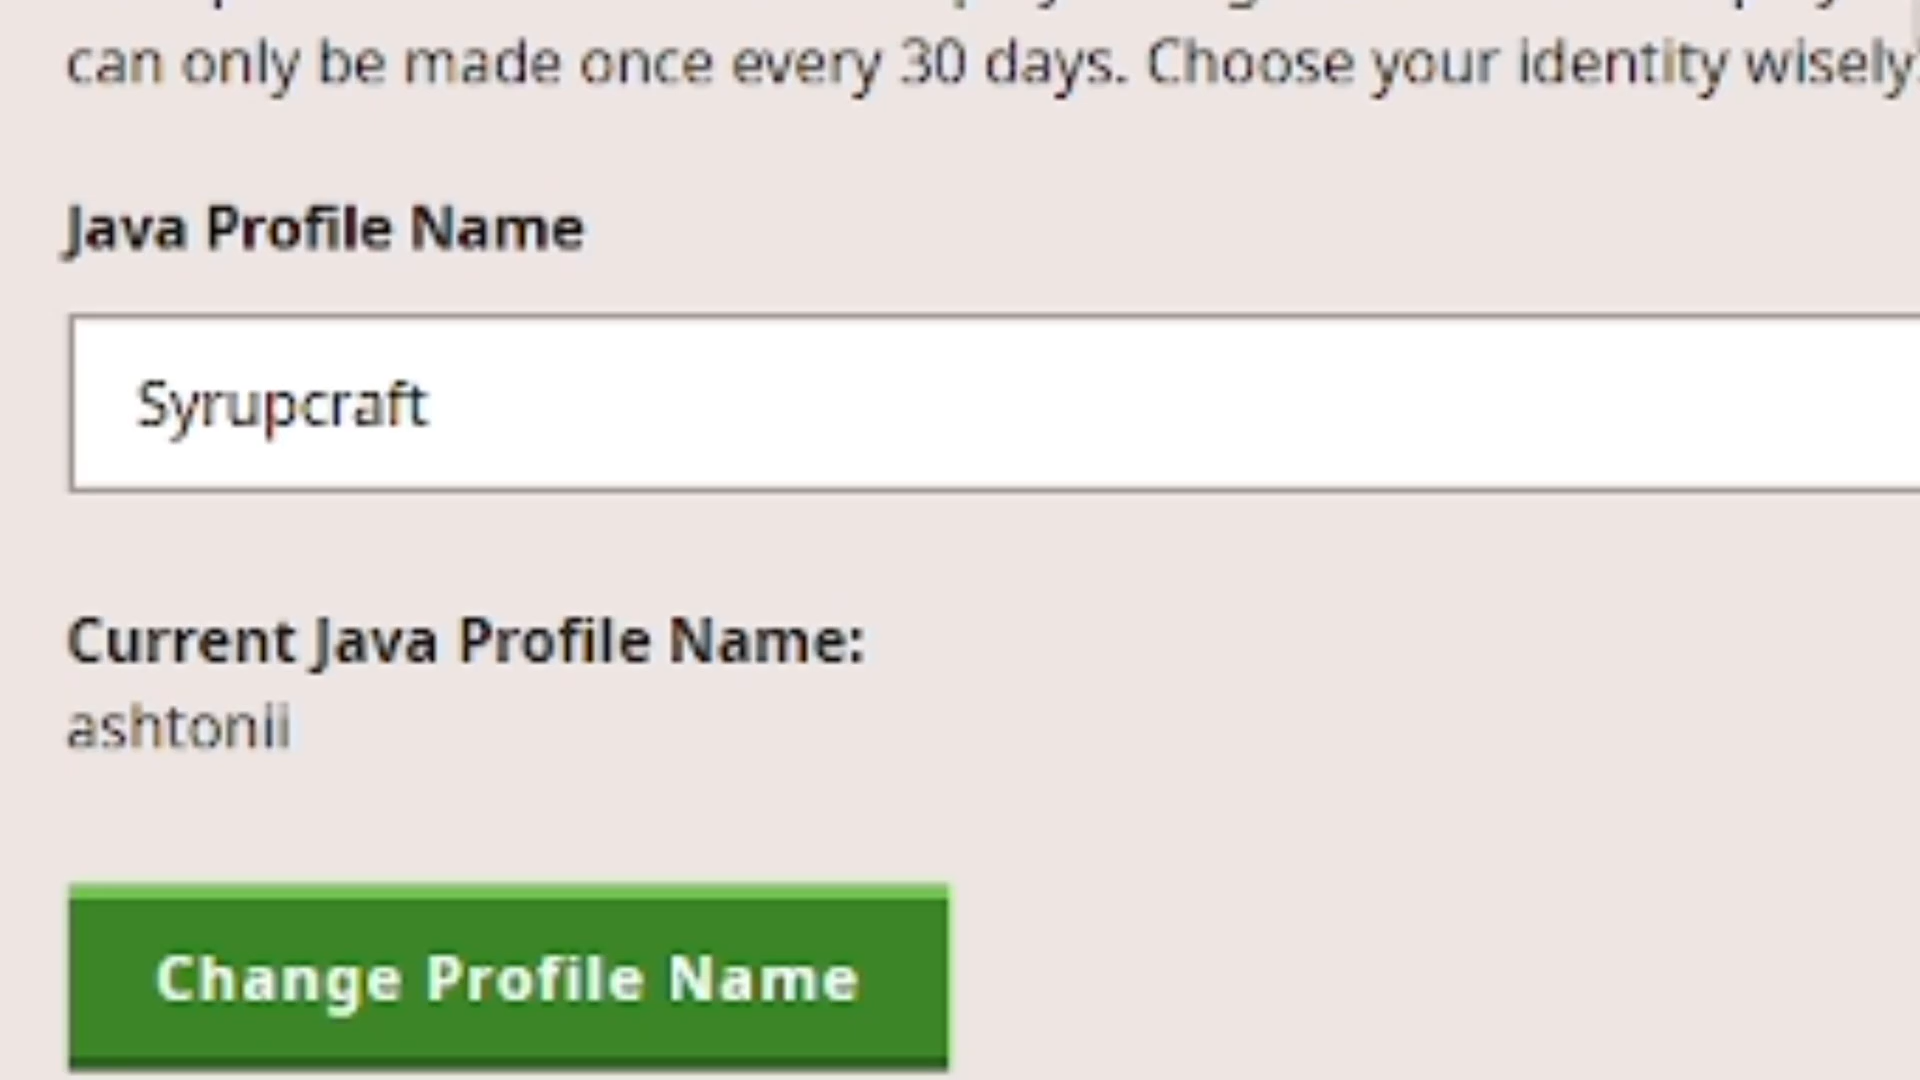 can only be made once every 30 days. Choose your identity wisely.
Java Profile Name
Syrupcraft
Current Java Profile Name:
ashtonii
Change Profile Name